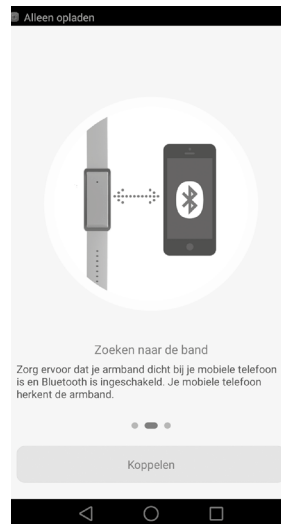 Alleen opladen
Zoeken naar de band
Zorg ervoor dat je armband dicht bij je mobiele telefoon
is en Bluetooth is ingeschakeld. Je mobiele telefoon
herkent de armband.
Koppelen